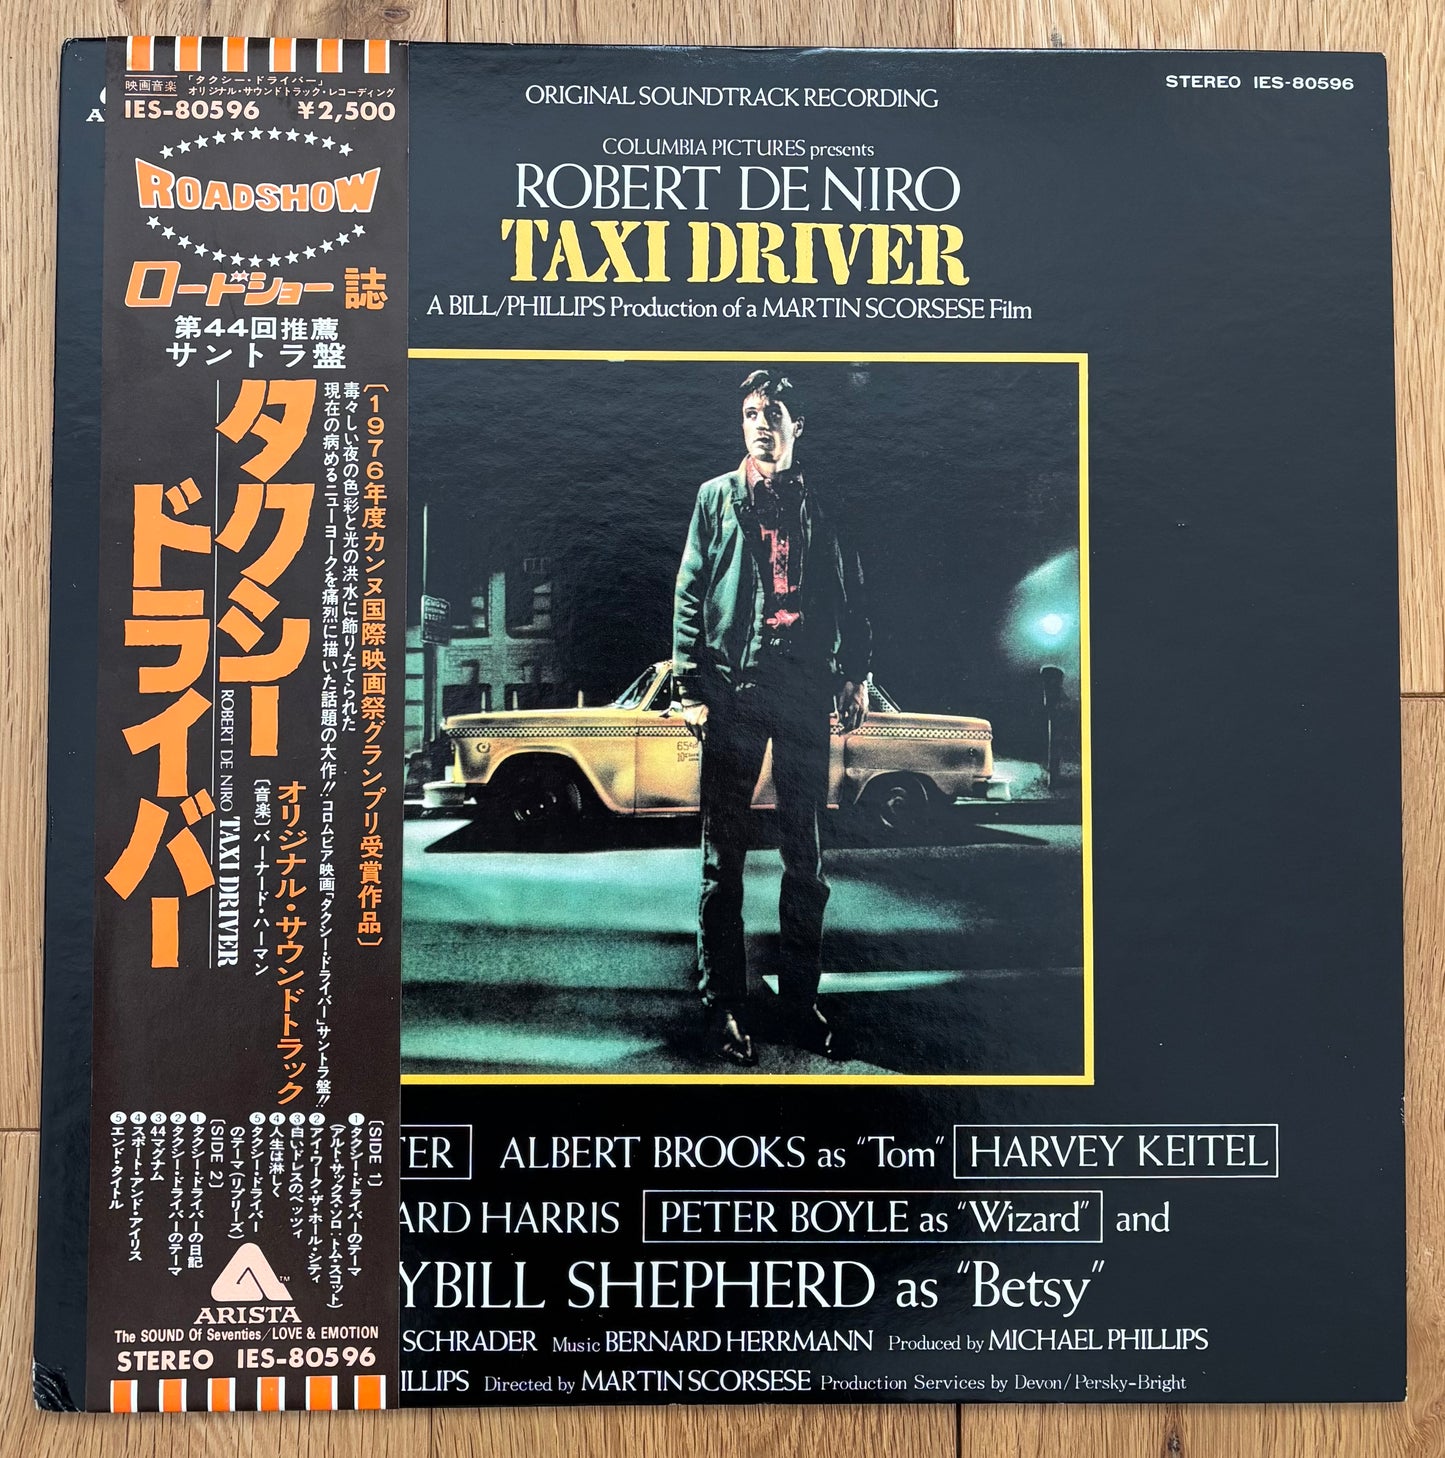 映画音楽
「タクシー・ドライバー」
オリジナル・サウンドトラック・レコーディング
IES-80596 ¥2,500
ROADSHOW
ロードショー誌
第44回推薦
サントラ盤
〔1976年度カンヌ国際映画祭グランプリ受賞作品〕
毒々しい夜の色彩と光の洪水に飾りたてられた
現在の病めるニューヨークを痛烈に描いた話題の大作!! コロムビア映画「タクシー・ドライバー」サントラ盤!!
タクシー
ドライバー
オリジナル・サウンドトラック
〔音楽〕バーナード・ハーマン
ROBERT DE NIRO TAXI DRIVER
〔SIDE 1〕
1 タクシー・ドライバーのテーマ
(アルト・サックス・ソロ：トム・スコット)
2 アイ・ワーク・ザ・ホール・シティ
3 白いドレスのベッツィ
4 人生は淋しく
5 タクシー・ドライバー
のテーマ(リプリーズ)
〔SIDE 2〕
1 タクシー・ドライバーの日記
2 タクシー・ドライバーのテーマ
3 44マグナム
4 スポート・アンド・アイリス
5 エンド・タイトル
ARISTA
TM
The SOUND Of Seventies/LOVE & EMOTION
STEREO IES-80596
STEREO IES-80596
ORIGINAL SOUNDTRACK RECORDING
COLUMBIA PICTURES presents
ROBERT DE NIRO
TAXI DRIVER
A BILL/PHILLIPS Production of a MARTIN SCORSESE Film
TER ALBERT BROOKS as "Tom" HARVEY KEITEL
ARD HARRIS PETER BOYLE as "Wizard" and
YBILL SHEPHERD as "Betsy"
SCHRADER Music BERNARD HERRMANN Produced by MICHAEL PHILLIPS
ILLIPS Directed by MARTIN SCORSESE Production Services by Devon/Persky-Bright